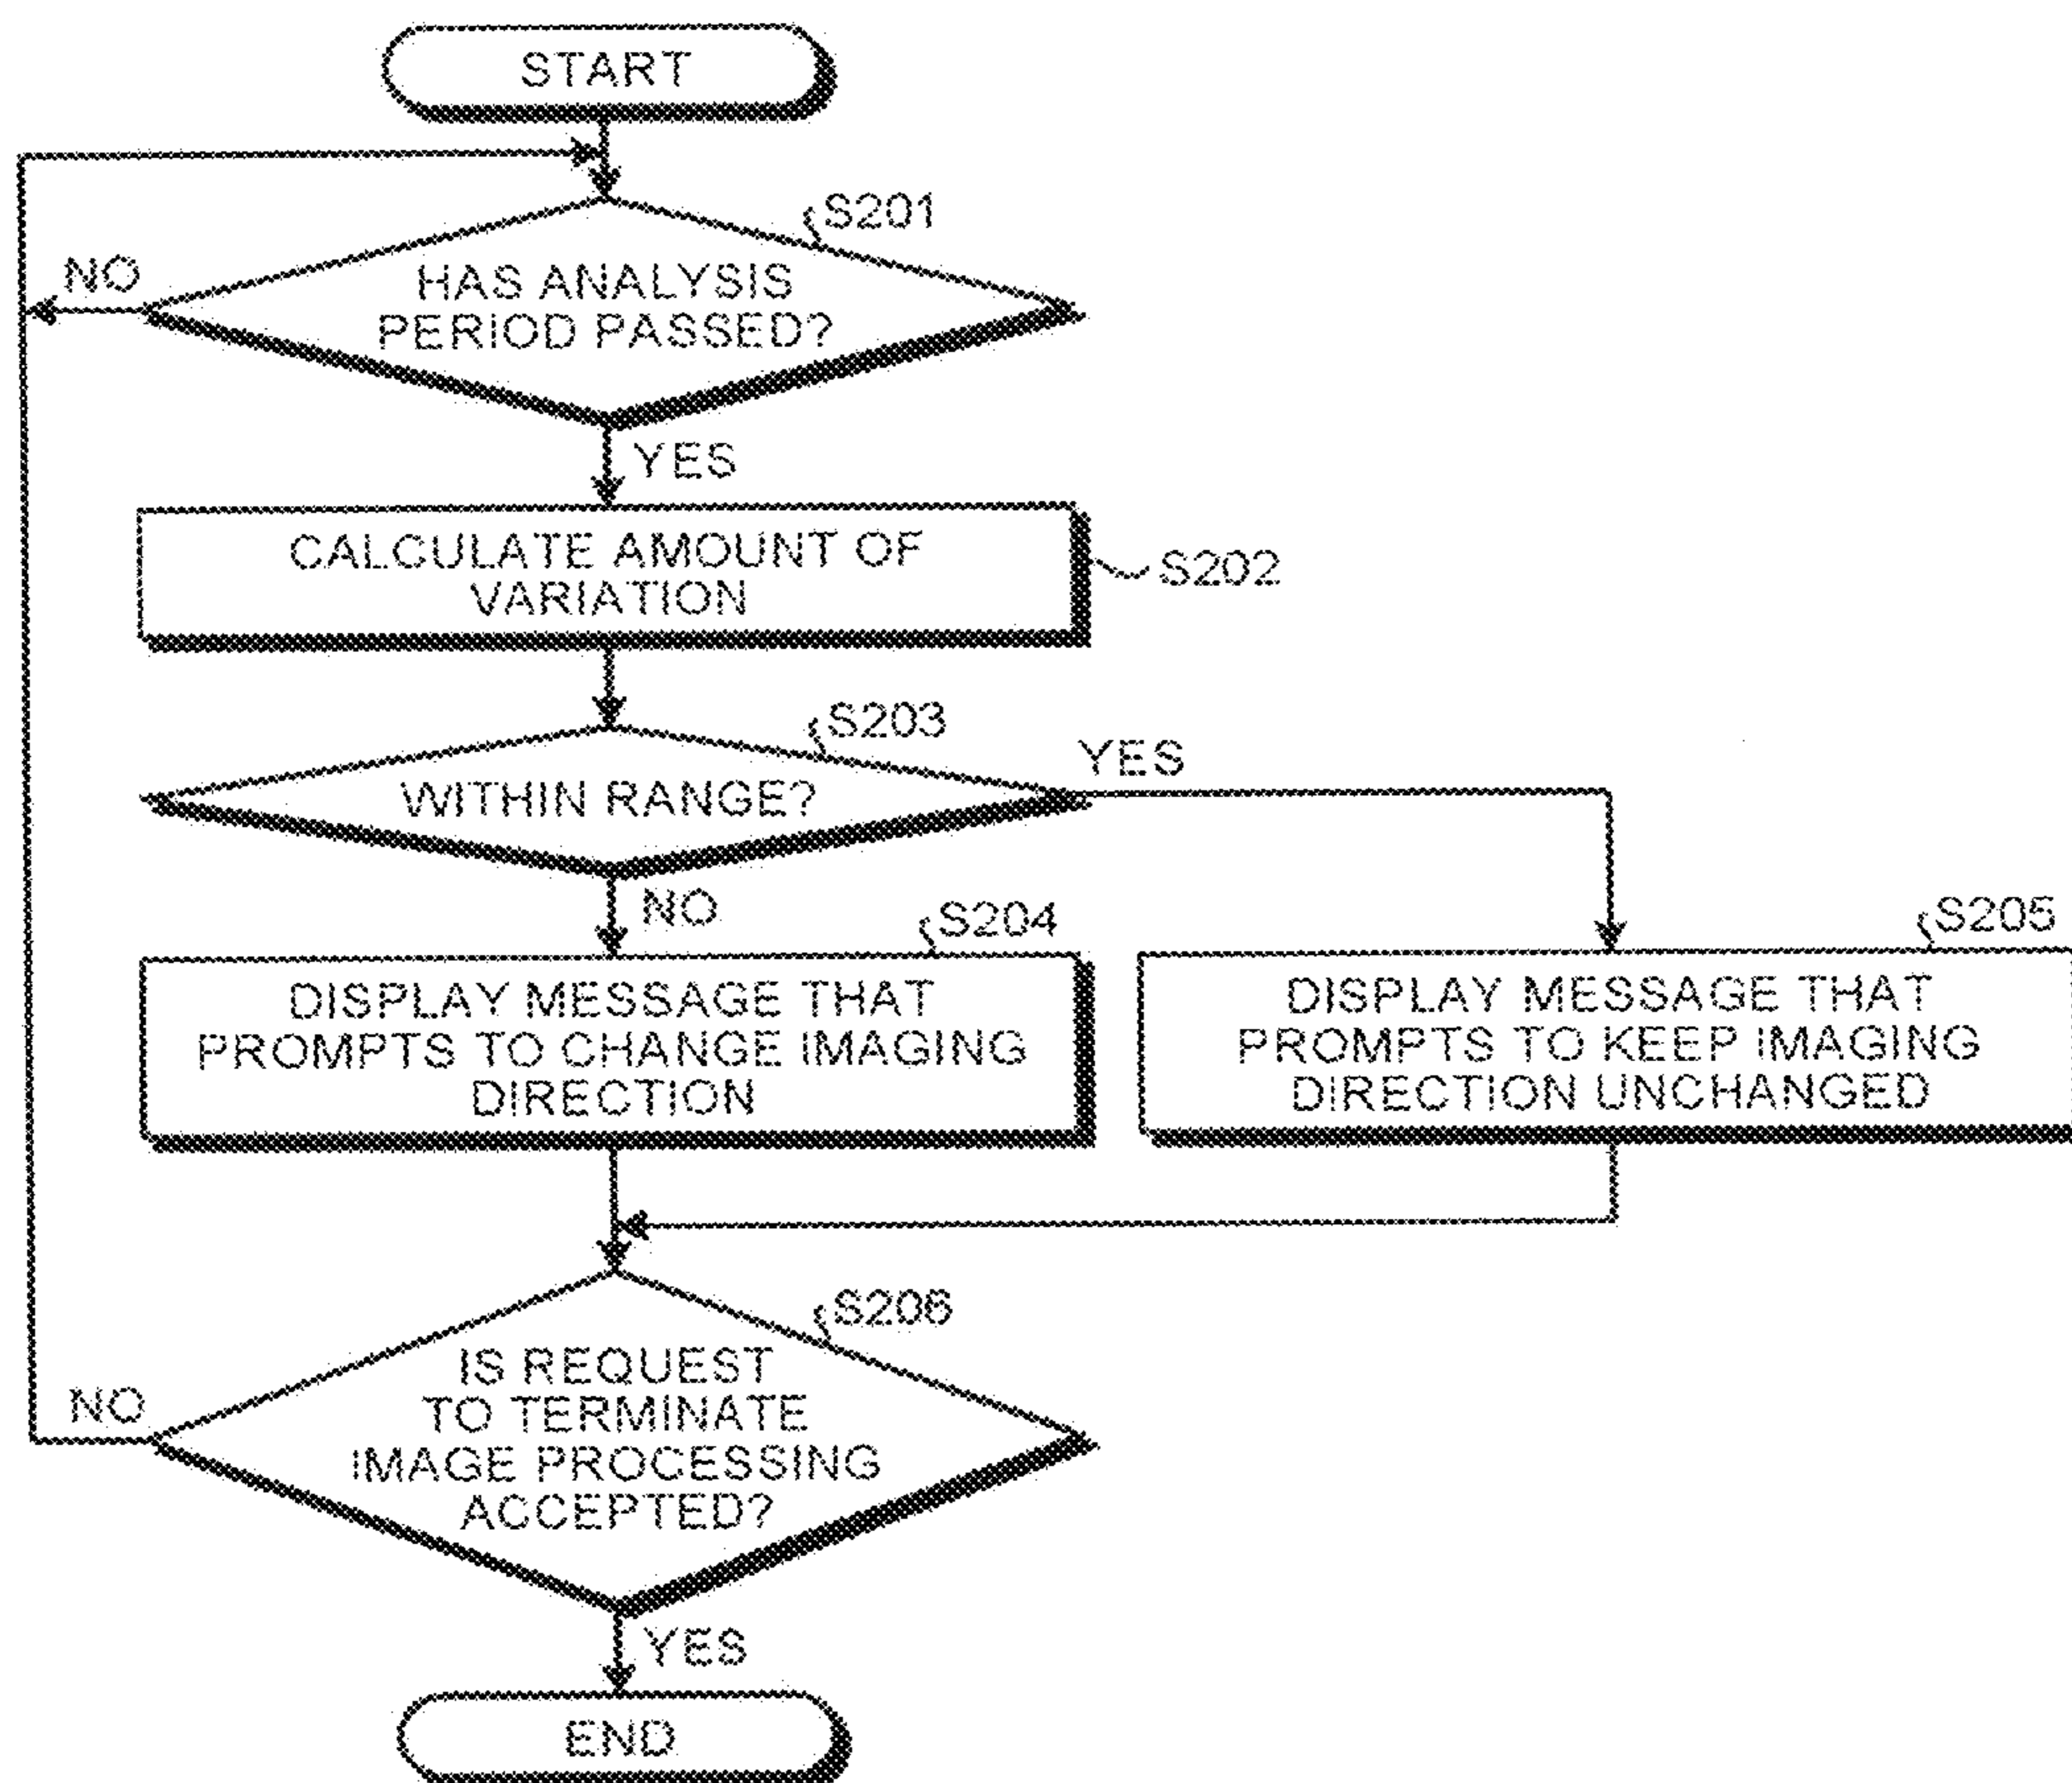 START
S201
NO
HAS ANALYSIS
PERIOD PASSED?
YES
CALCULATE AMOUNT OF
VARIATION
S202
S203
YES
WITHIN RANGE?
NO
S204
S205
DISPLAY MESSAGE THAT
PROMPTS TO CHANGE IMAGING
DIRECTION
DISPLAY MESSAGE THAT
PROMPTS TO KEEP IMAGING
DIRECTION UNCHANGED
S206
NO
IS REQUEST
TO TERMINATE
IMAGE PROCESSING
ACCEPTED?
YES
END